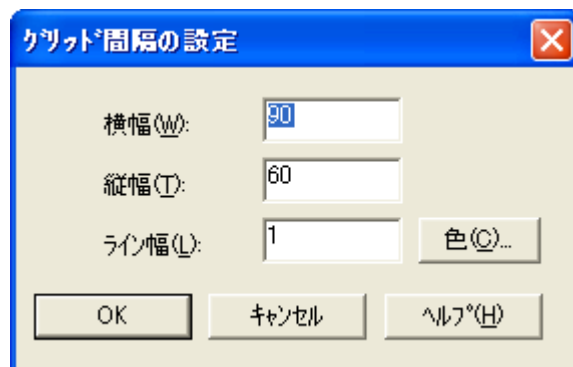 グリッド間隔の設定
横幅(W):
90
縦幅(T):
60
ライン幅(L):
1
色(C)...
OK
キャンセル
ヘルプ(H)